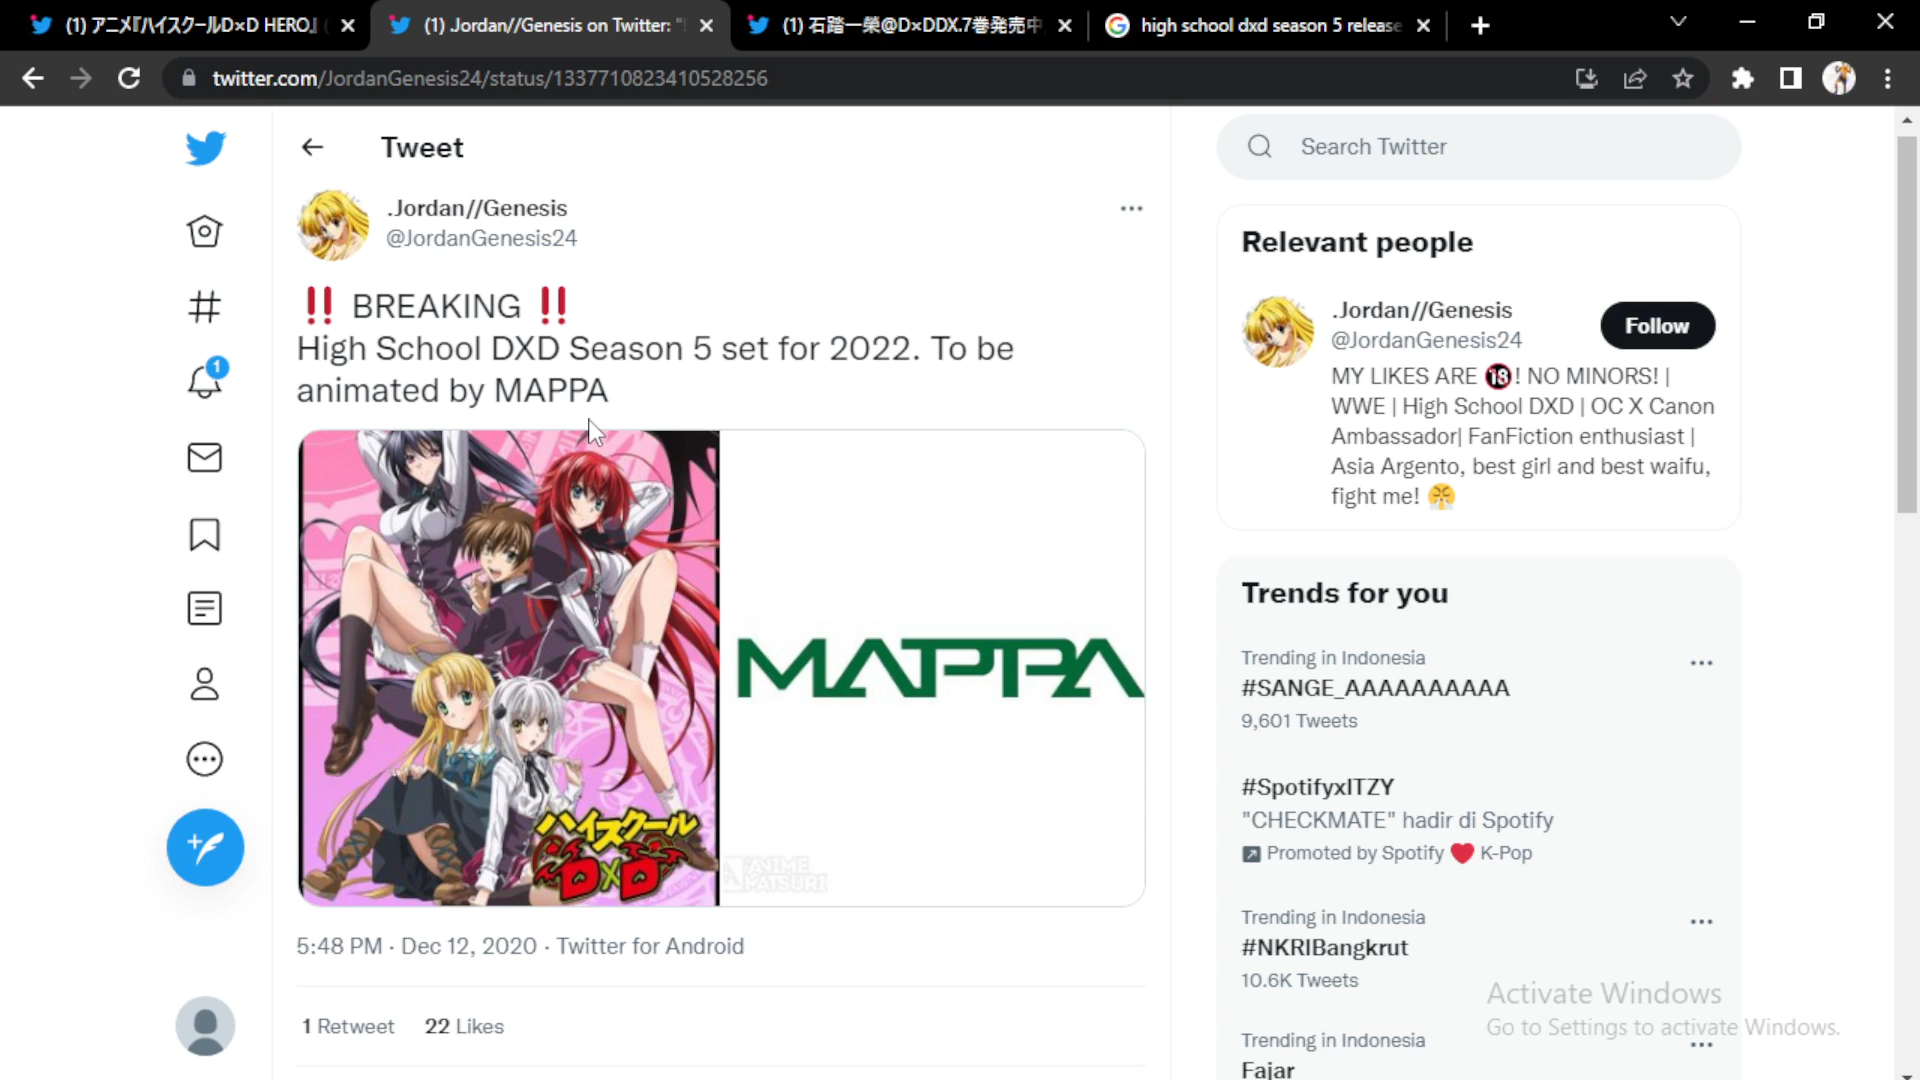 (1) アニメ『ハイスクールD×D HERO』
(1) Jordan//Genesis on Twitter: "
(1) 石踏一榮@D×DDX.7巻発売中
high school dxd season 5 release
twitter.com/JordanGenesis24/status/1337710823410528256
Tweet
.Jordan//Genesis
@JordanGenesis24
‼ BREAKING ‼
High School DXD Season 5 set for 2022. To be
animated by MAPPA
ハイスクール
D×D
MAPPA
ANIME
MATSURI
5:48 PM · Dec 12, 2020 · Twitter for Android
1 Retweet 22 Likes
1
Search Twitter
Relevant people
.Jordan//Genesis
@JordanGenesis24
Follow
MY LIKES ARE 🔞! NO MINORS! |
WWE | High School DXD | OC X Canon
Ambassador| FanFiction enthusiast |
Asia Argento, best girl and best waifu,
fight me! 😤
Trends for you
Trending in Indonesia
#SANGE_AAAAAAAAAA
9,601 Tweets
#SpotifyxITZY
"CHECKMATE" hadir di Spotify
Promoted by Spotify ❤️ K-Pop
Trending in Indonesia
#NKRIBangkrut
10.6K Tweets
Trending in Indonesia
Fajar
Activate Windows
Go to Settings to activate Windows.